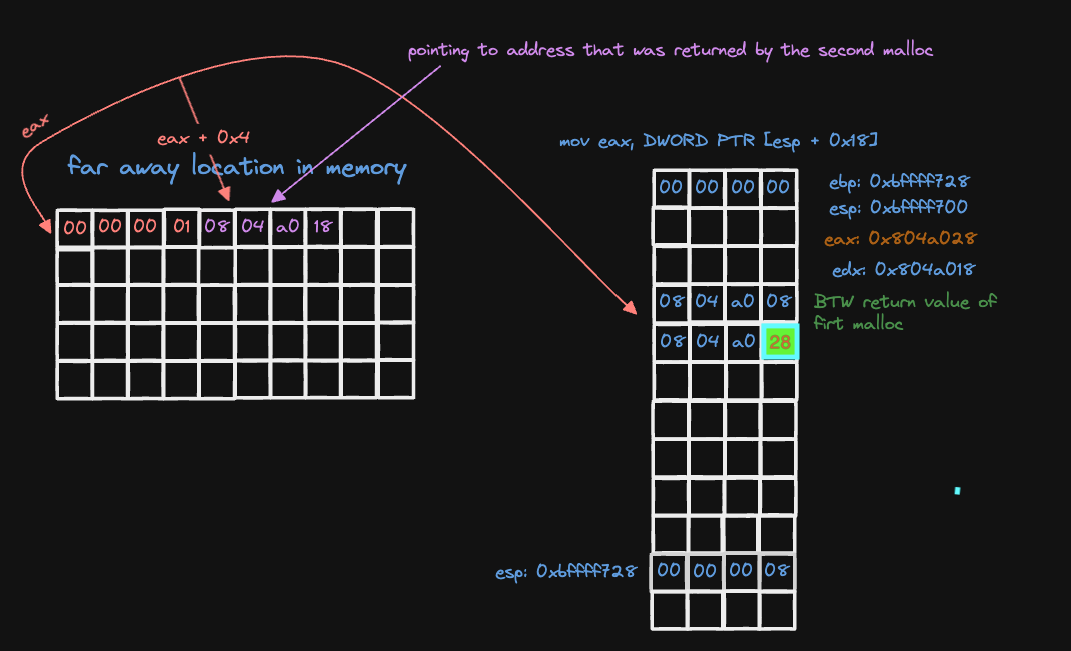 pointing to address that was returned by the second malloc
eax
eax + 0x4
far away location in memory
00 00 00 01 08 04 a0 18
mov eax, DWORD PTR [esp + 0x18]
00 00 00 00
ebp: 0xbffff728
esp: 0xbffff700
eax: 0x804a028
edx: 0x804a018
08 04 a0 08
BTW return value of
firt malloc
08 04 a0 28
esp: 0xbffff728
00 00 00 08